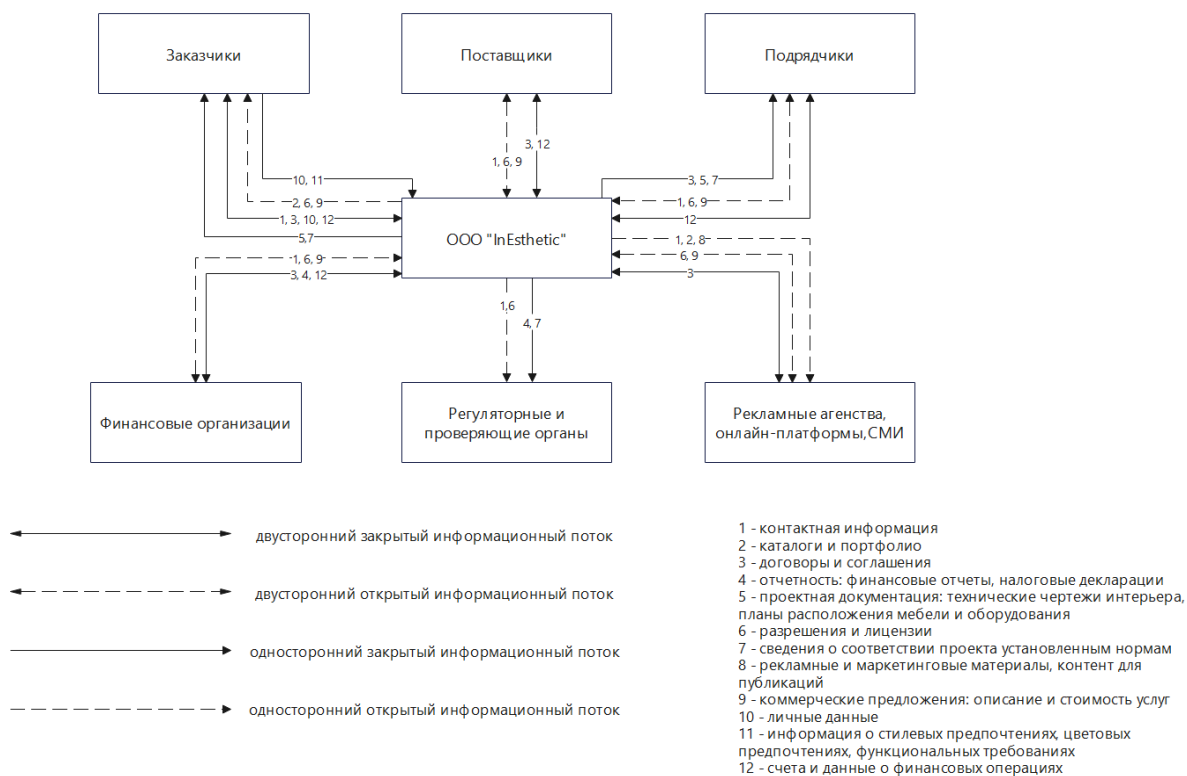 Заказчики
Поставщики
Подрядчики
3, 12
1, 6, 9
10, 11
3, 5, 7
2, 6, 9
1, 6, 9
1, 3, 10, 12
12
5,7
ООО "InEsthetic"
1, 2, 8
1, 6, 9
6, 9
3, 4, 12
3
1,6
4, 7
Финансовые организации
Регуляторные и
проверяющие органы
Рекламные агенства,
онлайн-платформы,СМИ
двусторонний закрытый информационный поток
двусторонний открытый информационный поток
односторонний закрытый информационный поток
односторонний открытый информационный поток
1 - контактная информация
2 - каталоги и портфолио
3 - договоры и соглашения
4 - отчетность: финансовые отчеты, налоговые декларации
5 - проектная документация: технические чертежи интерьера,
планы расположения мебели и оборудования
6 - разрешения и лицензии
7 - сведения о соответствии проекта установленным нормам
8 - рекламные и маркетинговые материалы, контент для
публикаций
9 - коммерческие предложения: описание и стоимость услуг
10 - личные данные
11 - информация о стилевых предпочтениях, цветовых
предпочтениях, функциональных требованиях
12 - счета и данные о финансовых операциях